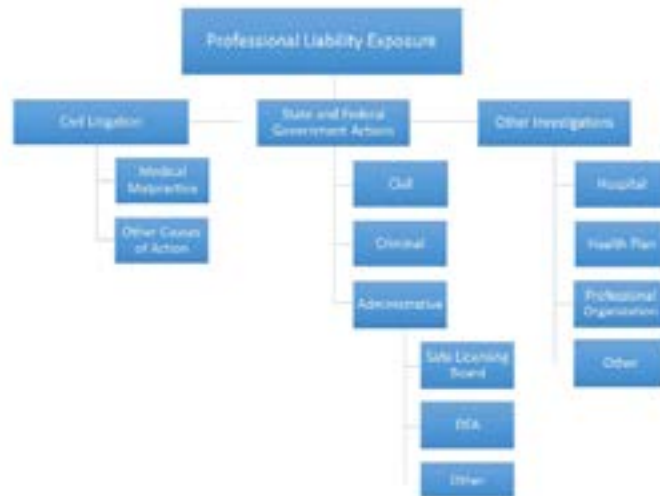 Professional Liability Exposure
Civil Litigation
State and Federal
Government Actions
Other Investigations
Medical
Malpractice
Other Causes
of Action
Civil
Criminal
Administrative
Licensing
Board
DEA
Other
Hospital
Health Plan
Professional
Organization
Other